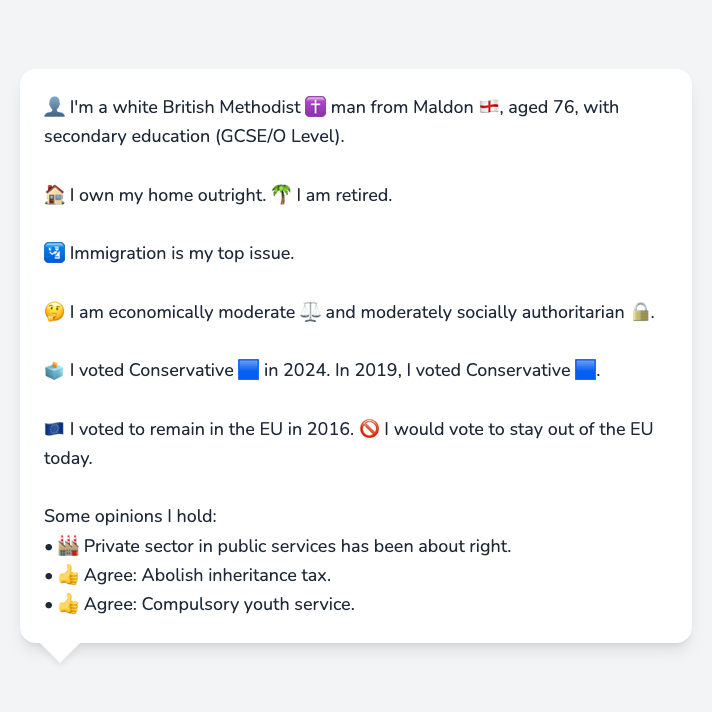 👤 I'm a white British Methodist ✝️ man from Maldon 🏴󠁧󠁢󠁥󠁮󠁧󠁿, aged 76, with
secondary education (GCSE/O Level).
🏠 I own my home outright. 🌴 I am retired.
🛂 Immigration is my top issue.
🤔 I am economically moderate ⚖️ and moderately socially authoritarian 🔒.
🗳️ I voted Conservative 🟦 in 2024. In 2019, I voted Conservative 🟦.
🇪🇺 I voted to remain in the EU in 2016. 🚫 I would vote to stay out of the EU
today.
Some opinions I hold:
• 🏭 Private sector in public services has been about right.
• 👍 Agree: Abolish inheritance tax.
• 👍 Agree: Compulsory youth service.